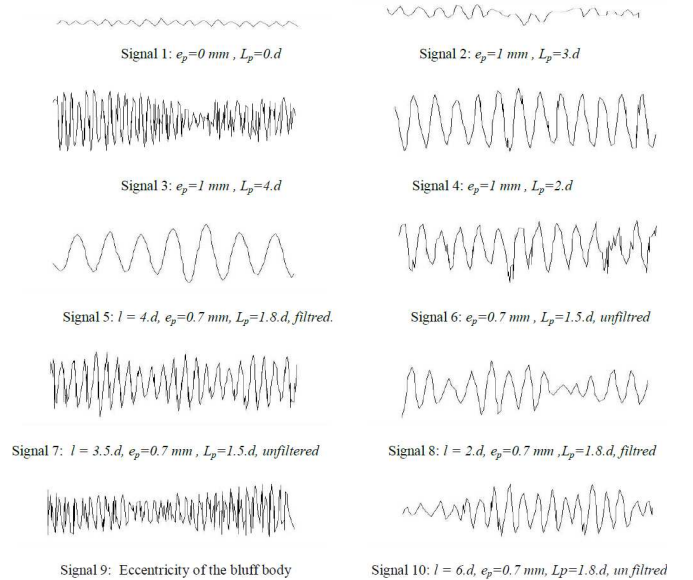 Signal 1: ep=0 mm , Lp=0.d
Signal 2: ep=1 mm , Lp=3.d
Signal 3: ep=1 mm , Lp=4.d
Signal 4: ep=1 mm , Lp=2.d
Signal 5: l = 4.d, ep=0.7 mm, Lp=1.8.d, filtred.
Signal 6: ep=0.7 mm , Lp=1.5.d, unfiltred
Signal 7: l = 3.5.d, ep=0.7 mm , Lp=1.5.d, unfiltered
Signal 8: l = 2.d, ep=0.7 mm , Lp=1.8.d, filtred
Signal 9: Eccentricity of the bluff body
Signal 10: l = 6.d, ep=0.7 mm, Lp=1.8.d, un filtred